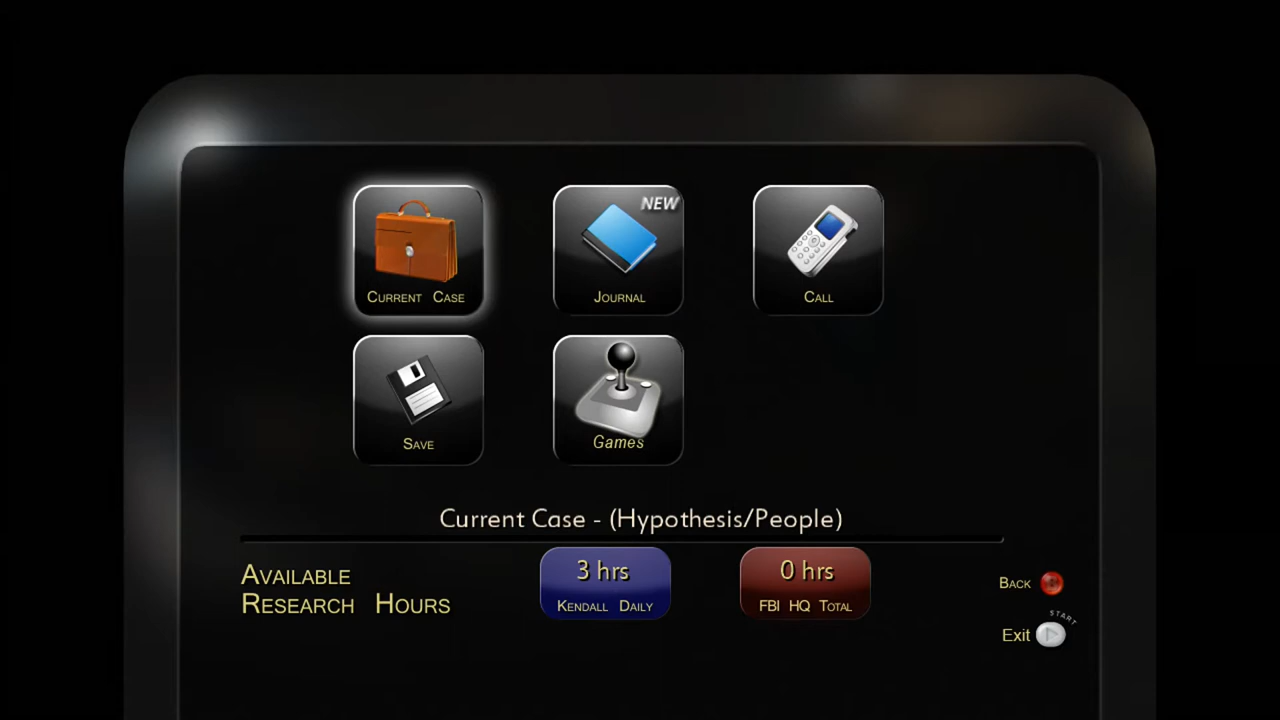 NEW
CURRENT CASE
JOURNAL
CALL
SAVE
Games
Current Case - (Hypothesis/People)
AVAILABLE
RESEARCH HOURS
3 hrs
KENDALL DAILY
0 hrs
FBI HQ TOTAL
BACK
START
Exit